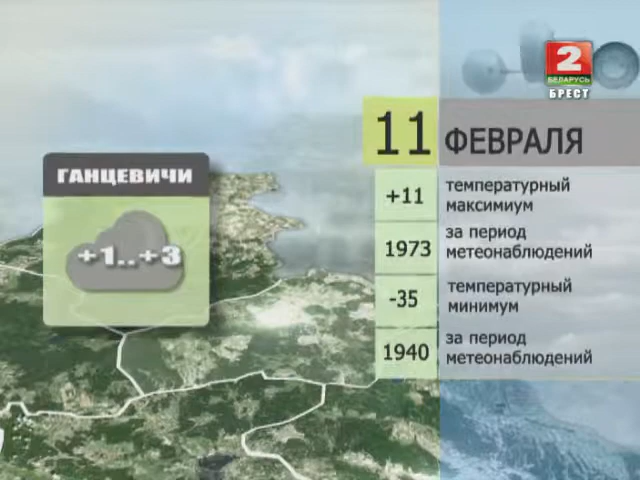 2
БЕЛАРУСЬ
БРЕСТ
11 ФЕВРАЛЯ
ГАНЦЕВИЧИ
+1..+3
+11 температурный
максимиум
1973 за период
метеонаблюдений
-35 температурный
минимум
1940 за период
метеонаблюдений